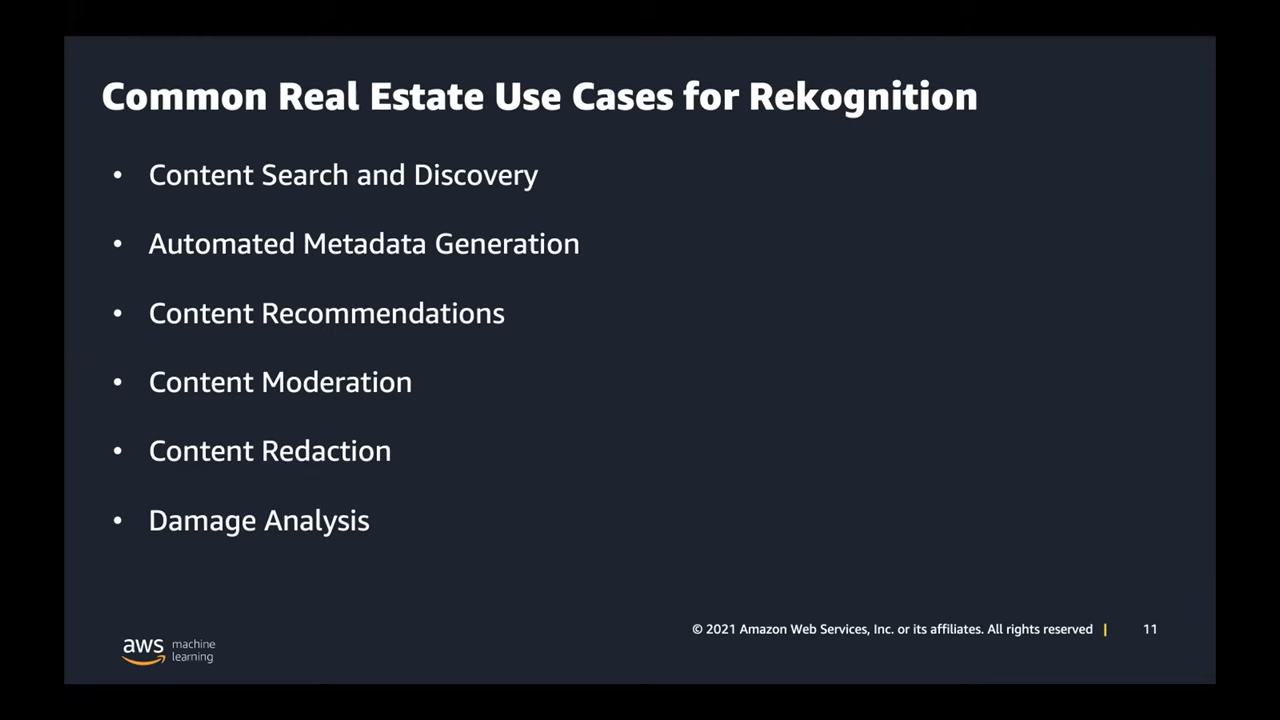 Common Real Estate Use Cases for Rekognition
• Content Search and Discovery
• Automated Metadata Generation
• Content Recommendations
• Content Moderation
• Content Redaction
• Damage Analysis
© 2021 Amazon Web Services, Inc. or its affiliates. All rights reserved | 11
aws machine
learning